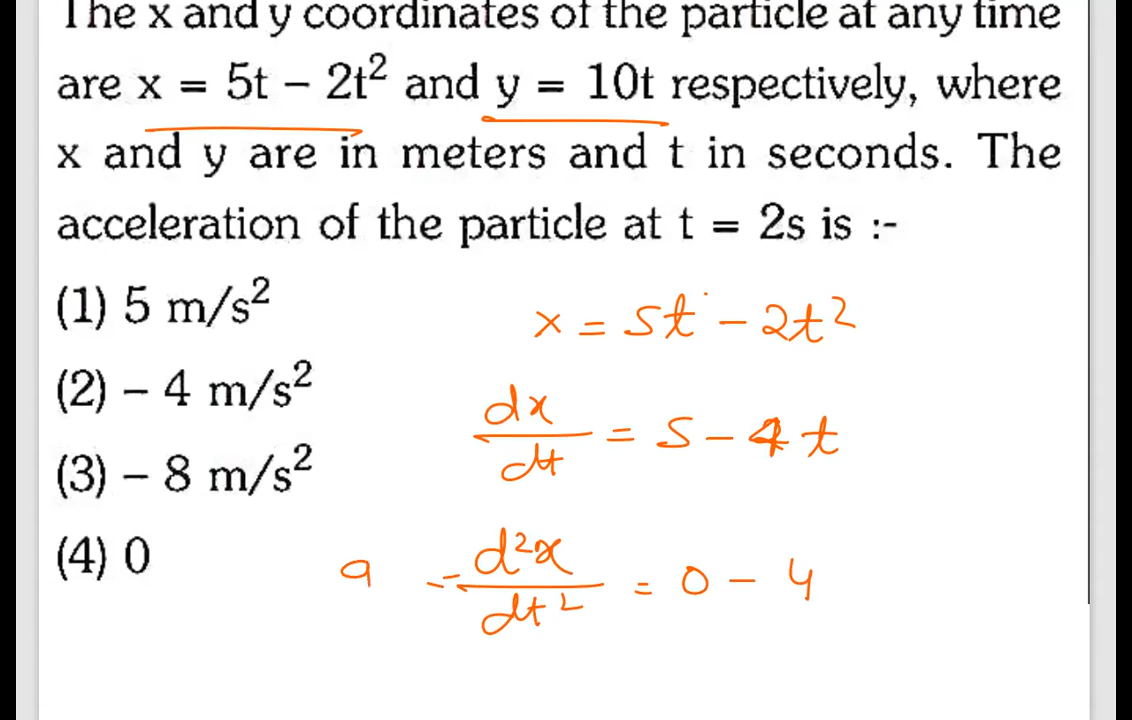 The x and y coordinates of the particle at any time
are x = 5t – 2t² and y = 10t respectively, where
x and y are in meters and t in seconds. The
acceleration of the particle at t = 2s is :-
(1) 5 m/s²
x = 5t – 2t²
(2) – 4 m/s²
dx/dt = 5 – 4t
(3) – 8 m/s²
(4) 0
a = d²x/dt² = 0 – 4